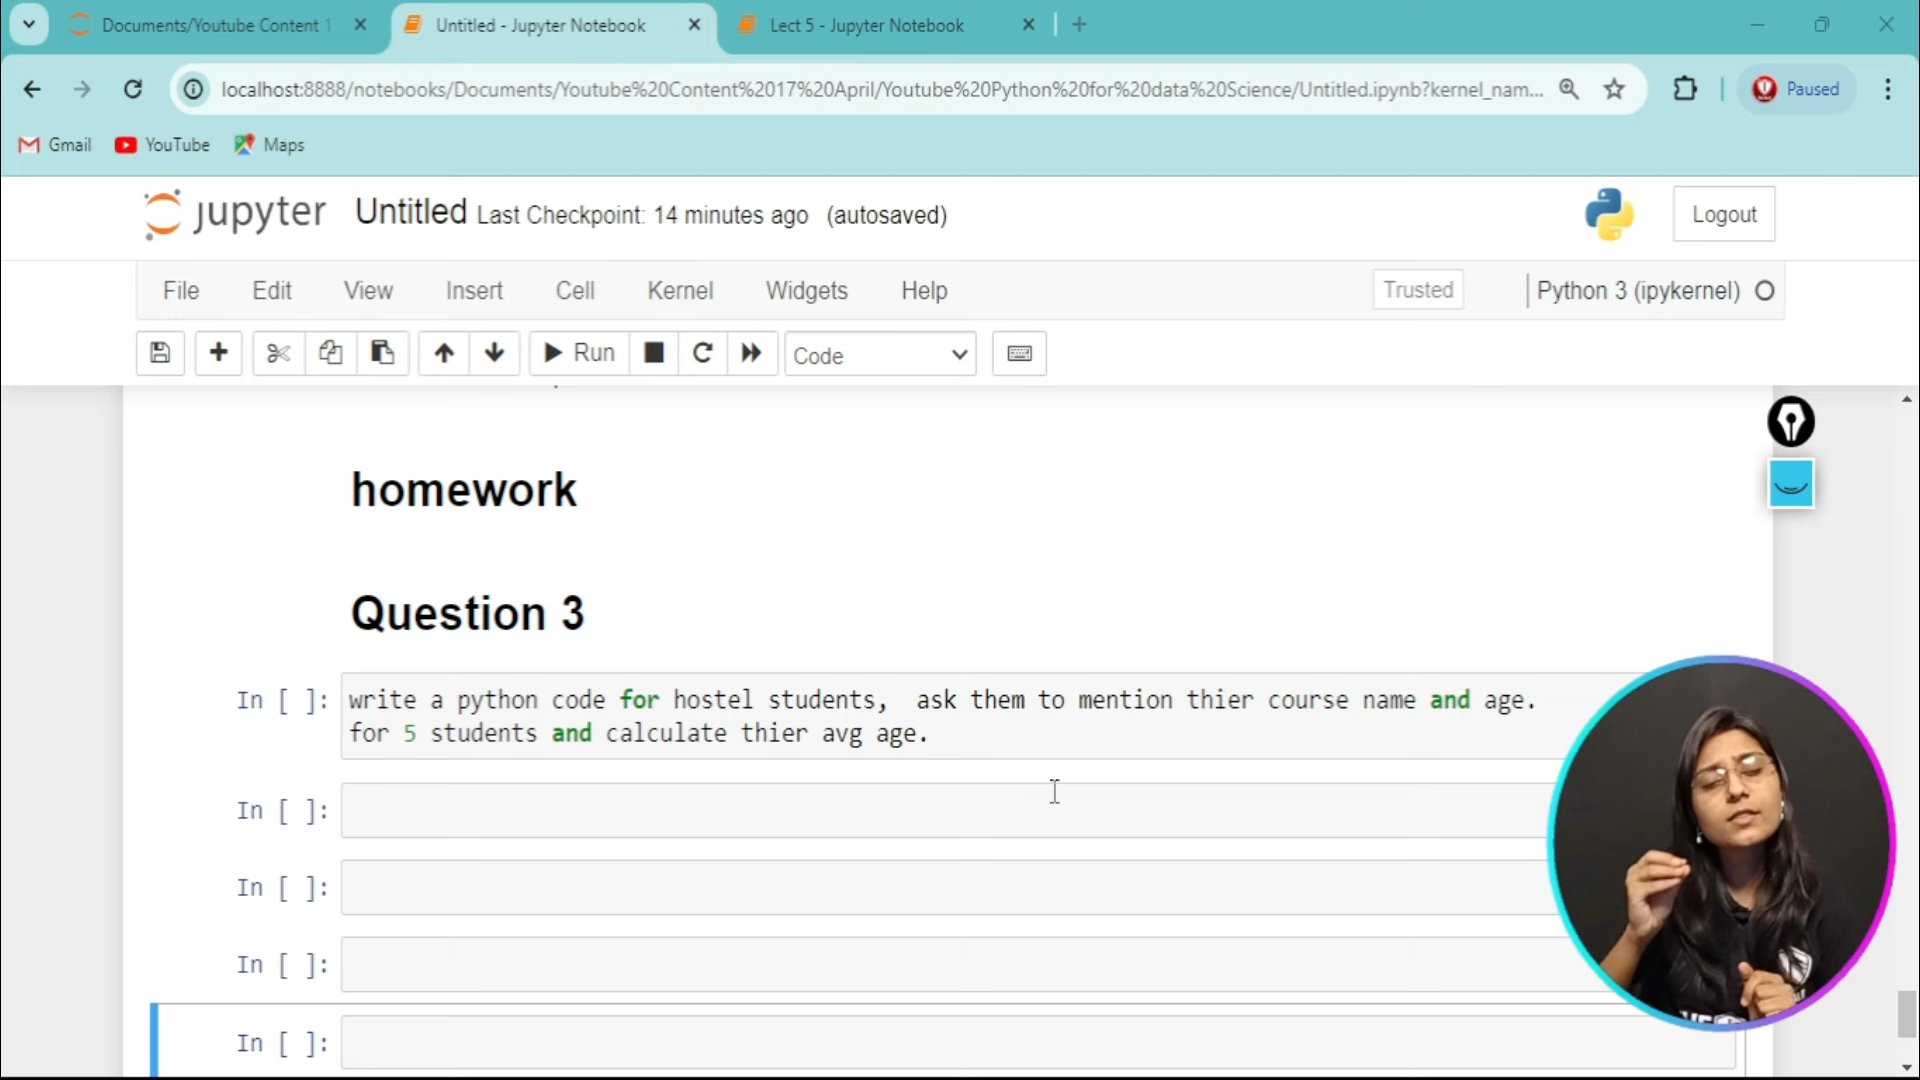 Documents/Youtube Content 1
Untitled - Jupyter Notebook
Lect 5 - Jupyter Notebook
localhost:8888/notebooks/Documents/Youtube%20Content%2017%20April/Youtube%20Python%20for%20data%20Science/Untitled.ipynb?kernel_nam...
Paused
Gmail
YouTube
Maps
jupyter
Untitled Last Checkpoint: 14 minutes ago (autosaved)
Logout
File
Edit
View
Insert
Cell
Kernel
Widgets
Help
Trusted
Python 3 (ipykernel)
Run
Code
homework
Question 3
In [ ]:
write a python code for hostel students, ask them to mention thier course name and age.
for 5 students and calculate thier avg age.
In [ ]:
In [ ]:
In [ ]:
In [ ]: